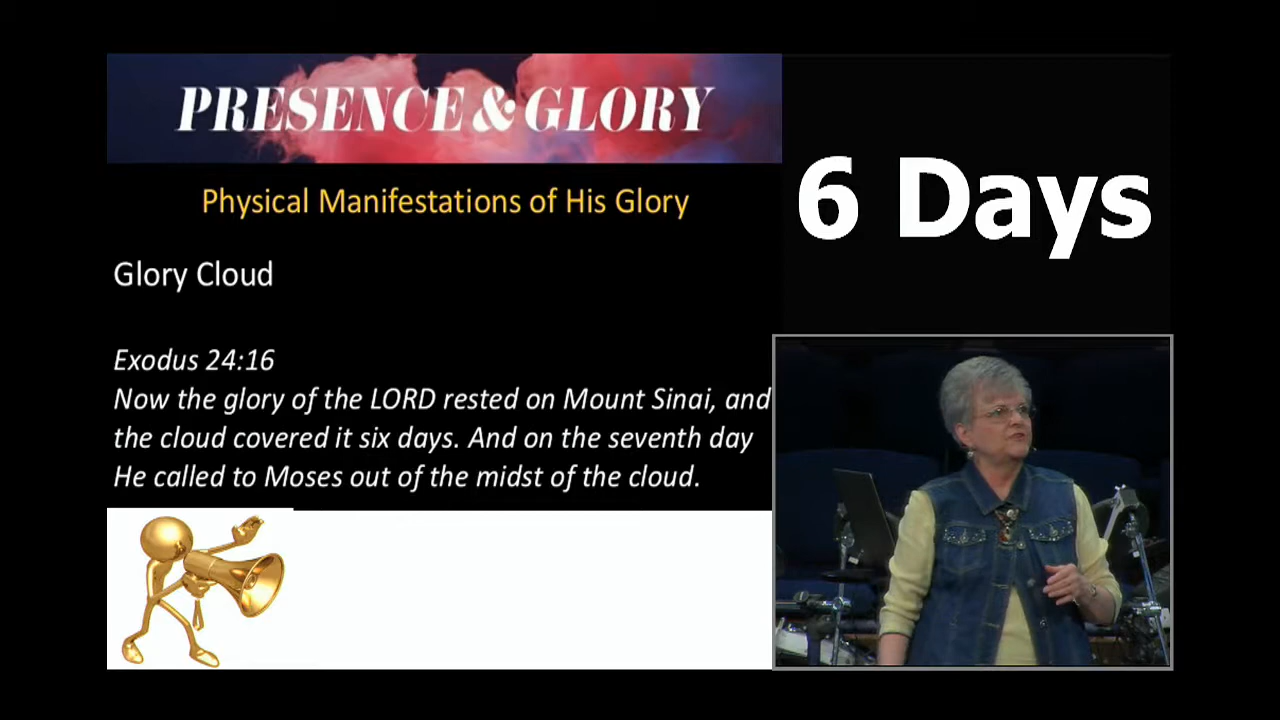 PRESENCE & GLORY
6 Days
Physical Manifestations of His Glory
Glory Cloud
Exodus 24:16
Now the glory of the LORD rested on Mount Sinai, and
the cloud covered it six days. And on the seventh day
He called to Moses out of the midst of the cloud.